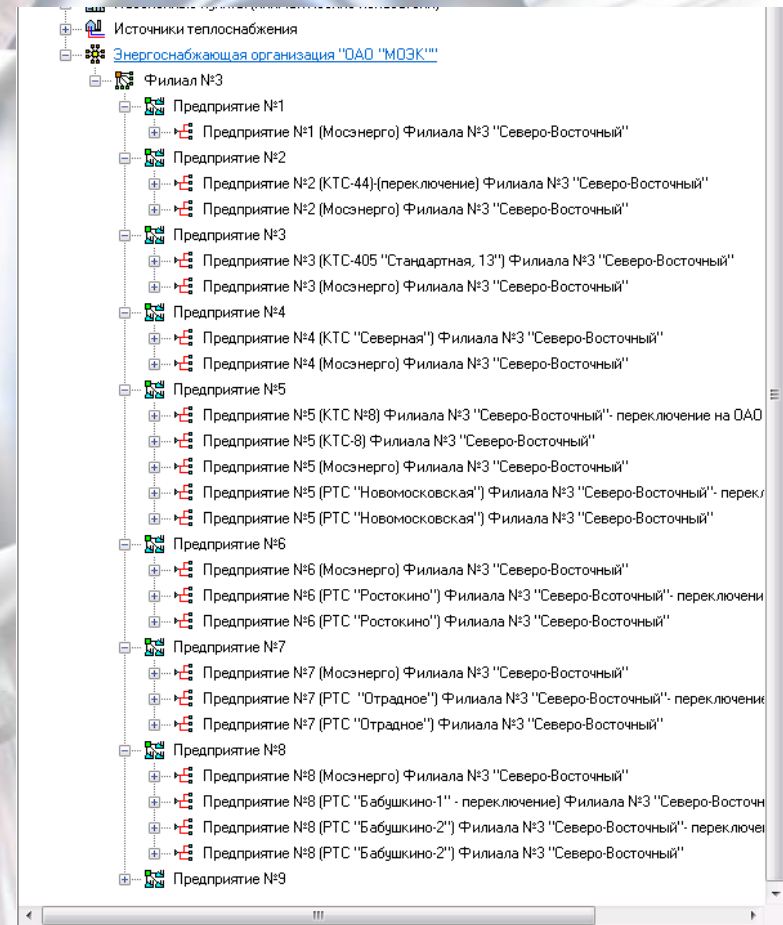 Источники теплоснабжения
Энергоснабжающая организация "ОАО "МОЭК""
Филиал №3
Предприятие №1
Предприятие №1 (Мосэнерго) Филиала №3 "Северо-Восточный"
Предприятие №2
Предприятие №2 (КТС-44)-(переключение) Филиала №3 "Северо-Восточный"
Предприятие №2 (Мосэнерго) Филиала №3 "Северо-Восточный"
Предприятие №3
Предприятие №3 (КТС-405 "Стандартная, 13") Филиала №3 "Северо-Восточный"
Предприятие №3 (Мосэнерго) Филиала №3 "Северо-Восточный"
Предприятие №4
Предприятие №4 (КТС "Северная") Филиала №3 "Северо-Восточный"
Предприятие №4 (Мосэнерго) Филиала №3 "Северо-Восточный"
Предприятие №5
Предприятие №5 (КТС №8) Филиала №3 "Северо-Восточный"- переключение на ОАО
Предприятие №5 (КТС-8) Филиала №3 "Северо-Восточный"
Предприятие №5 (Мосэнерго) Филиала №3 "Северо-Восточный"
Предприятие №5 (РТС "Новомосковская") Филиала №3 "Северо-Восточный"- перек
Предприятие №5 (РТС "Новомосковская") Филиала №3 "Северо-Восточный"
Предприятие №6
Предприятие №6 (Мосэнерго) Филиала №3 "Северо-Восточный"
Предприятие №6 (РТС "Ростокино") Филиала №3 "Северо-Всоточный"- переключени
Предприятие №6 (РТС "Ростокино") Филиала №3 "Северо-Восточный"
Предприятие №7
Предприятие №7 (Мосэнерго) Филиала №3 "Северо-Восточный"
Предприятие №7 (РТС  "Отрадное") Филиала №3 "Северо-Восточный"- переключение
Предприятие №7 (РТС "Отрадное") Филиала №3 "Северо-Восточный"
Предприятие №8
Предприятие №8 (Мосэнерго) Филиала №3 "Северо-Восточный"
Предприятие №8 (РТС "Бабушкино-1" - переключение) Филиала №3 "Северо-Восточн
Предприятие №8 (РТС "Бабушкино-2") Филиала №3 "Северо-Восточный"- переключе
Предприятие №8 (РТС "Бабушкино-2") Филиала №3 "Северо-Восточный"
Предприятие №9